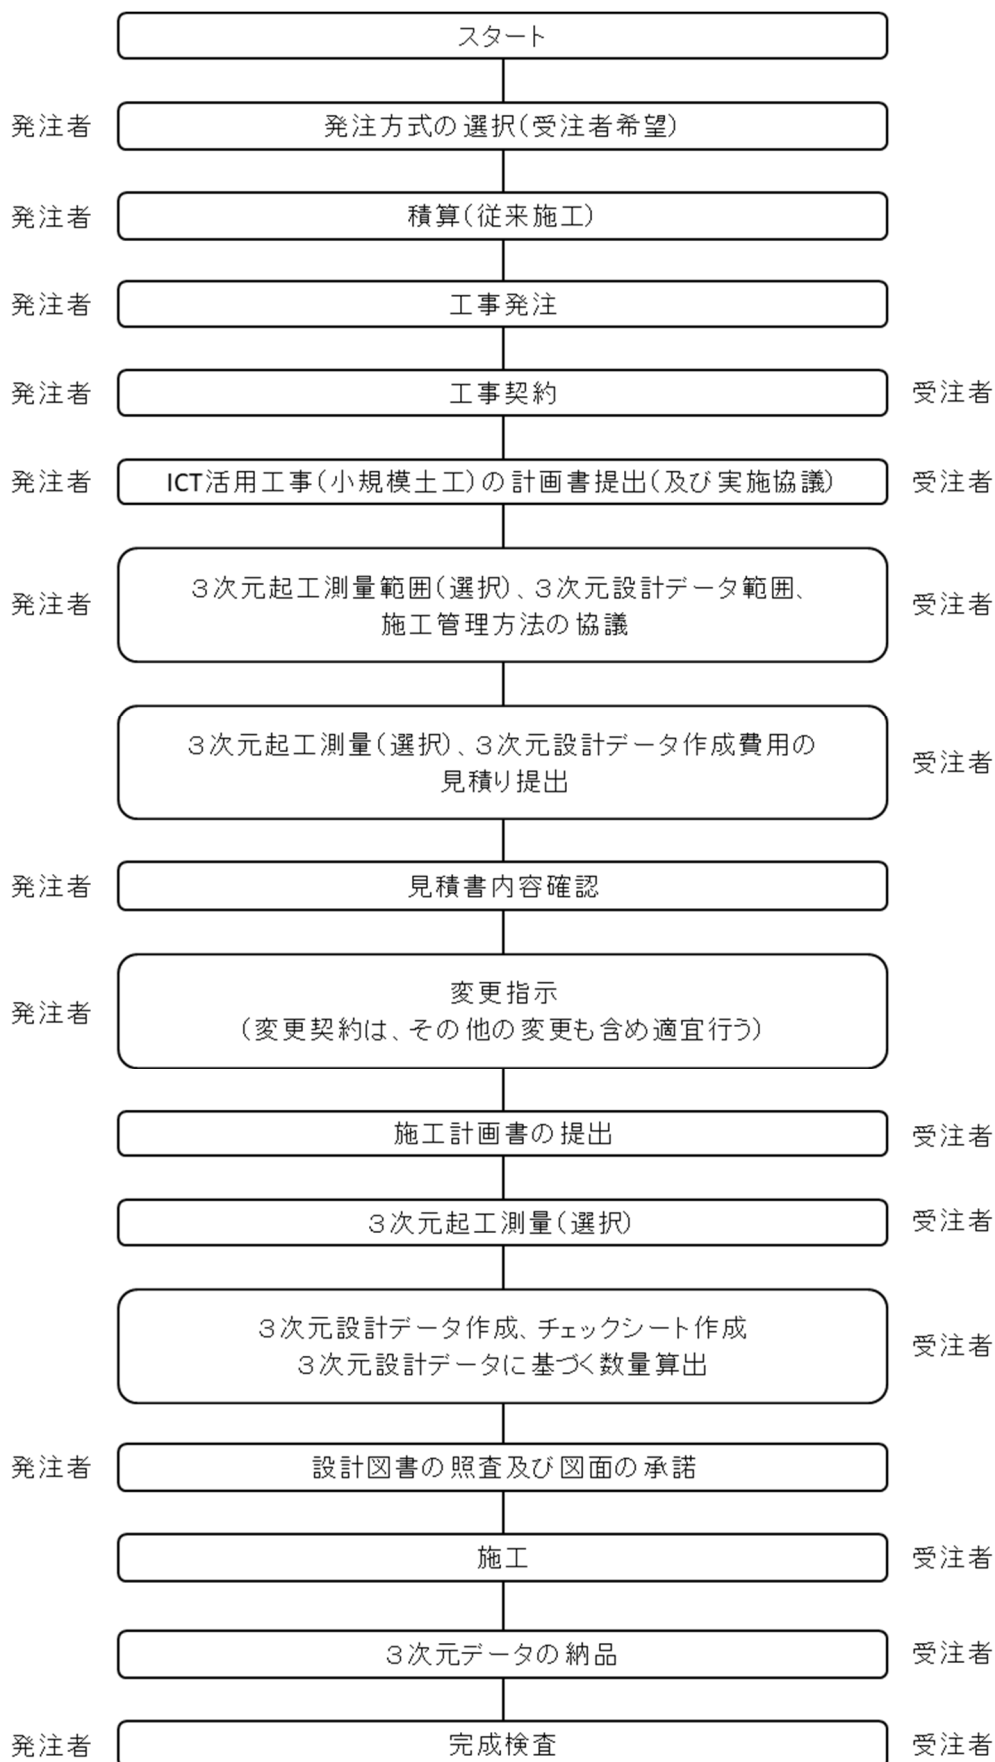 スタート
発注者 発注方式の選択(受注者希望)
発注者 積算(従来施工)
発注者 工事発注
発注者 工事契約 受注者
発注者 ICT活用工事(小規模土工)の計画書提出(及び実施協議) 受注者
３次元起工測量範囲(選択)、３次元設計データ範囲、
発注者 施工管理方法の協議 受注者
３次元起工測量(選択)、３次元設計データ作成費用の
見積り提出 受注者
発注者 見積書内容確認
変更指示
発注者 (変更契約は、その他の変更も含め適宜行う)
施工計画書の提出 受注者
３次元起工測量(選択) 受注者
３次元設計データ作成、チェックシート作成
３次元設計データに基づく数量算出 受注者
発注者 設計図書の照査及び図面の承諾
施工 受注者
３次元データの納品 受注者
発注者 完成検査 受注者